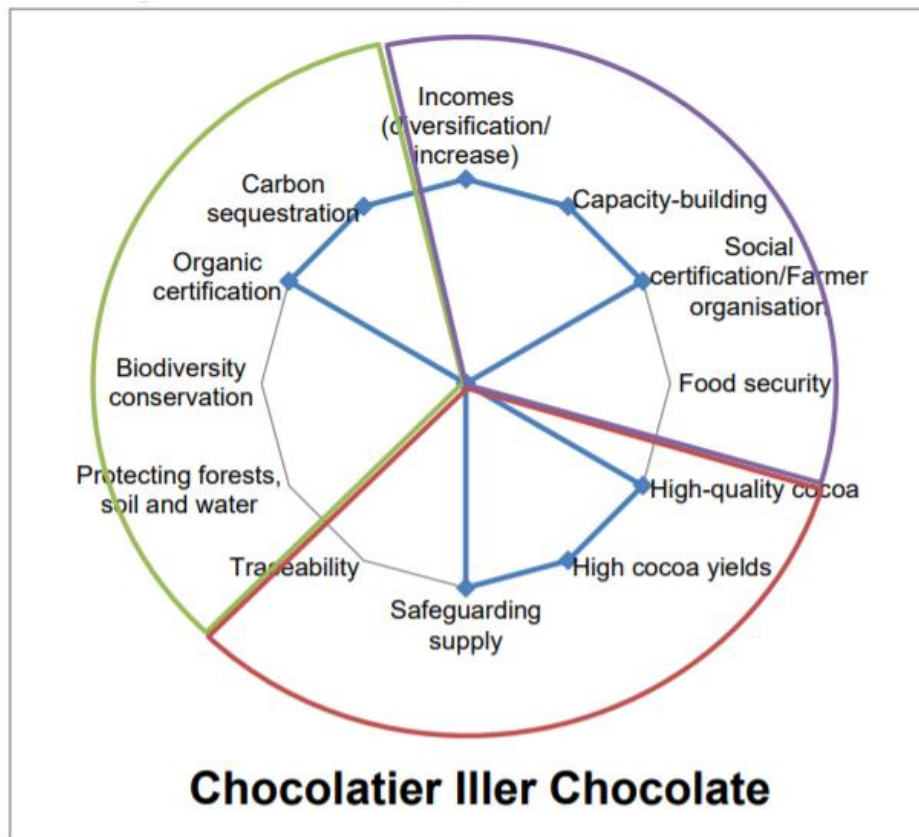 Incomes
(diversification/
increase)
Capacity-building
Social
certification/Farmer
organisation
Food security
High-quality cocoa
High cocoa yields
Safeguarding
supply
Traceability
Protecting forests,
soil and water
Biodiversity
conservation
Organic
certification
Carbon
sequestration
Chocolatier Iller Chocolate